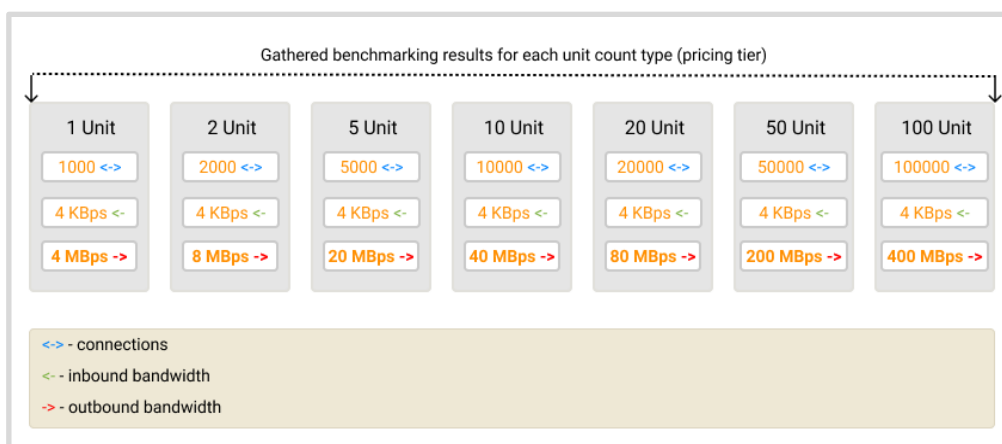 Gathered benchmarking results for each unit count type (pricing tier)
1 Unit
1000 <->
4 KBps <-
4 MBps ->
2 Unit
2000 <->
4 KBps <-
8 MBps ->
5 Unit
5000 <->
4 KBps <-
20 MBps ->
10 Unit
10000 <->
4 KBps <-
40 MBps ->
20 Unit
20000 <->
4 KBps <-
80 MBps ->
50 Unit
50000 <->
4 KBps <-
200 MBps ->
100 Unit
100000 <->
4 KBps <-
400 MBps ->
<-> - connections
<- - inbound bandwidth
-> - outbound bandwidth